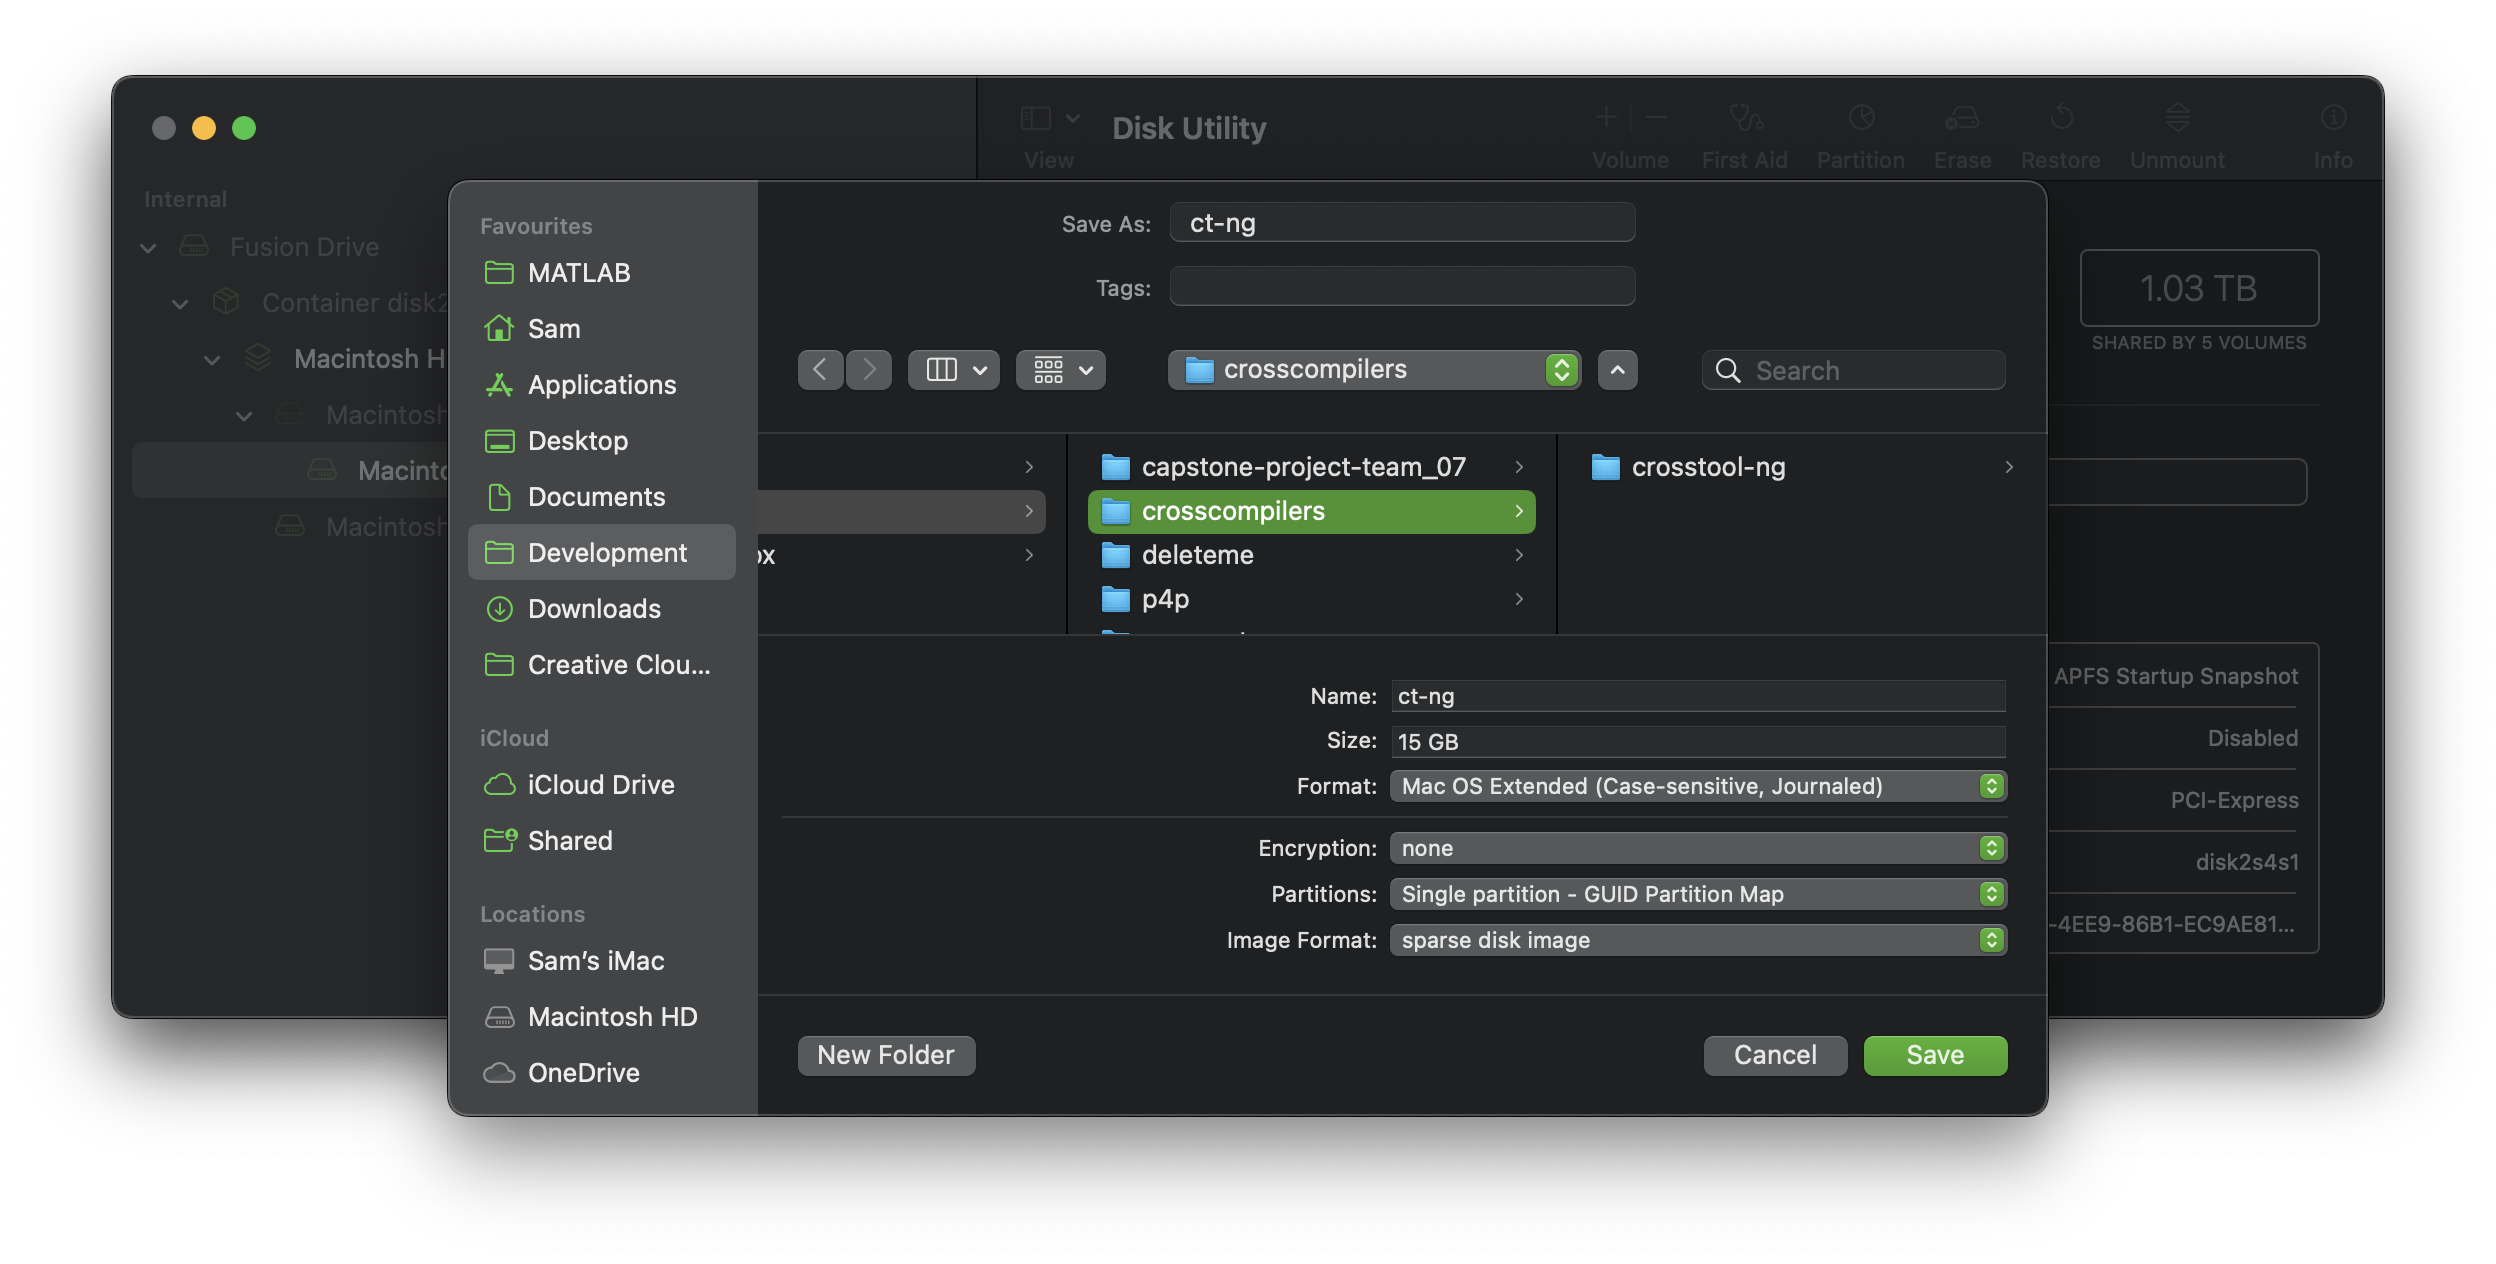 Disk Utility
View
Volume
First Aid
Partition
Erase
Restore
Unmount
Info
Internal
Fusion Drive
Container disk2
Macintosh H
Macintosh
Macinto
Macintosh
1.03 TB
SHARED BY 5 VOLUMES
APFS Startup Snapshot
Disabled
PCI-Express
disk2s4s1
-4EE9-86B1-EC9AE81...
Favourites
MATLAB
Sam
Applications
Desktop
Documents
Development
Downloads
Creative Clou...
iCloud
iCloud Drive
Shared
Locations
Sam's iMac
Macintosh HD
OneDrive
Save As: ct-ng
Tags:
crosscompilers
Search
ox
capstone-project-team_07
crosscompilers
deleteme
p4p
crosstool-ng
Name: ct-ng
Size: 15 GB
Format: Mac OS Extended (Case-sensitive, Journaled)
Encryption: none
Partitions: Single partition - GUID Partition Map
Image Format: sparse disk image
New Folder
Cancel
Save